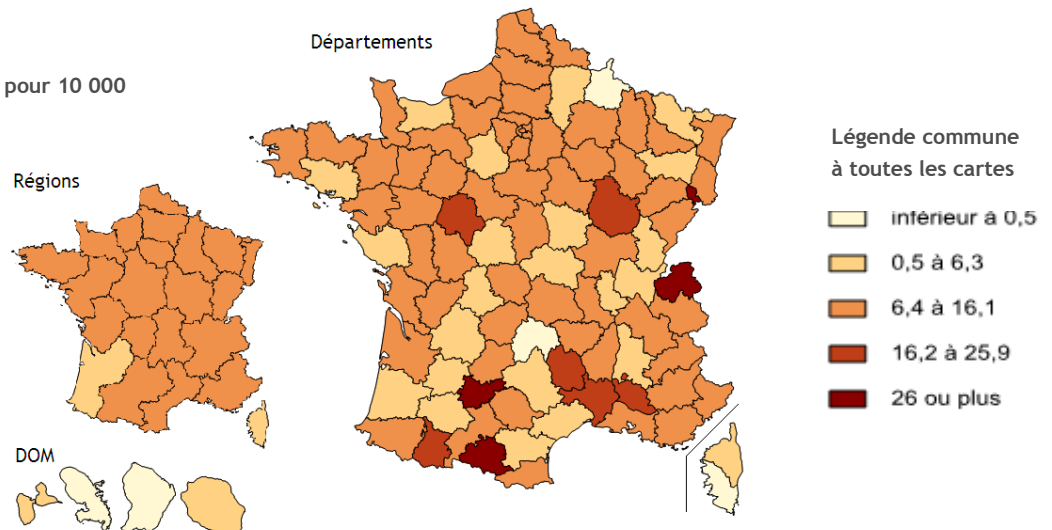 Départements
pour 10 000
Régions
DOM
Légende commune
à toutes les cartes
inférieur à 0,5
0,5 à 6,3
6,4 à 16,1
16,2 à 25,9
26 ou plus